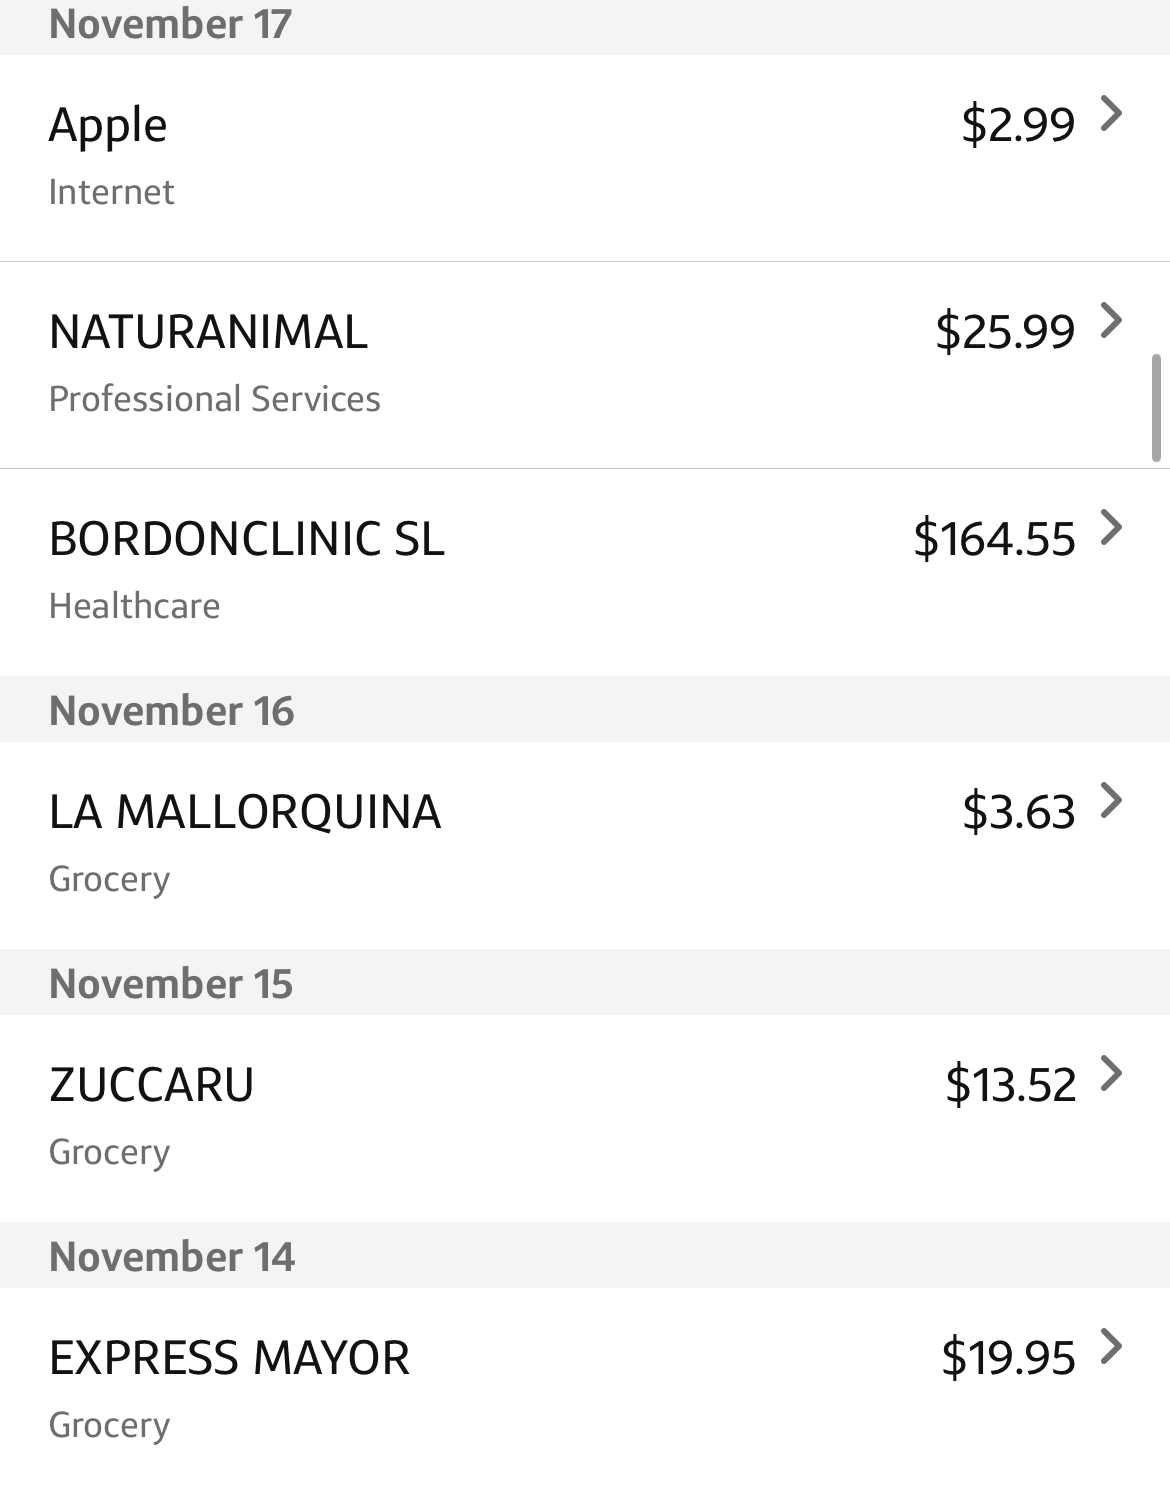 November 17
Apple
$2.99
Internet
NATURANIMAL
$25.99
Professional Services
BORDONCLINIC SL
$164.55
Healthcare
November 16
LA MALLORQUINA
$3.63
Grocery
November 15
ZUCCARU
$13.52
Grocery
November 14
EXPRESS MAYOR
$19.95
Grocery